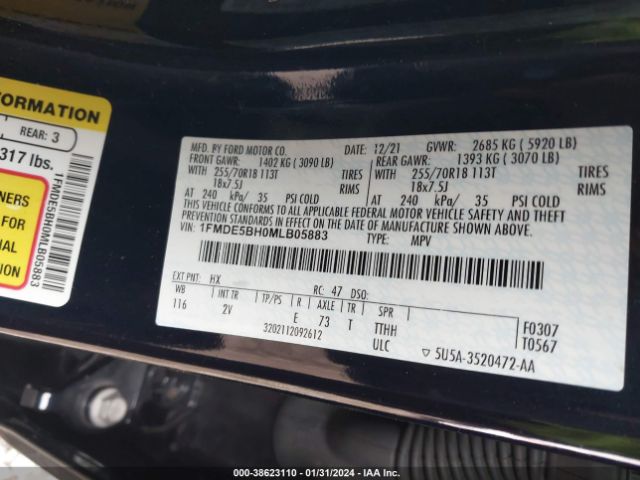 FORMATION
REAR: 3
317 lbs.
NERS
FOR
IAL
ION.
1FMDE5BH0MLB05883
MFD. BY FORD MOTOR CO.
12/21 GVWR: 2685 KG (5920 LB)
FRONT GAWR: 1402 KG (3090 LB) REAR GAWR: 1393 KG (3070 LB)
WITH 255/70R18 113T TIRES WITH 255/70R18 113T TIRES
18x7.5J RIMS 18x7.5J RIMS
AT 240 kPa/ 35 PSI COLD AT 240 kPa/ 35 PSI COLD
THIS VEHICLE CONFORMS TO ALL APPLICABLE FEDERAL MOTOR VEHICLE SAFETY AND THEFT
PREVENTION STANDARDS IN EFFECT ON THE DATE OF MANUFACTURE SHOWN ABOVE.
VIN: 1FMDE5BH0MLB05883
TYPE: MPV
EXT PNT: HX RC: 47 DSO:
WB INT TR TP/PS R AXLE TR SPR
116 2V E 73 T TTHH
3202112092612 ULC
F0307
T0567
▽ 5U5A-3520472-AA
000-38623110 - 01/31/2024 - IAA Inc.